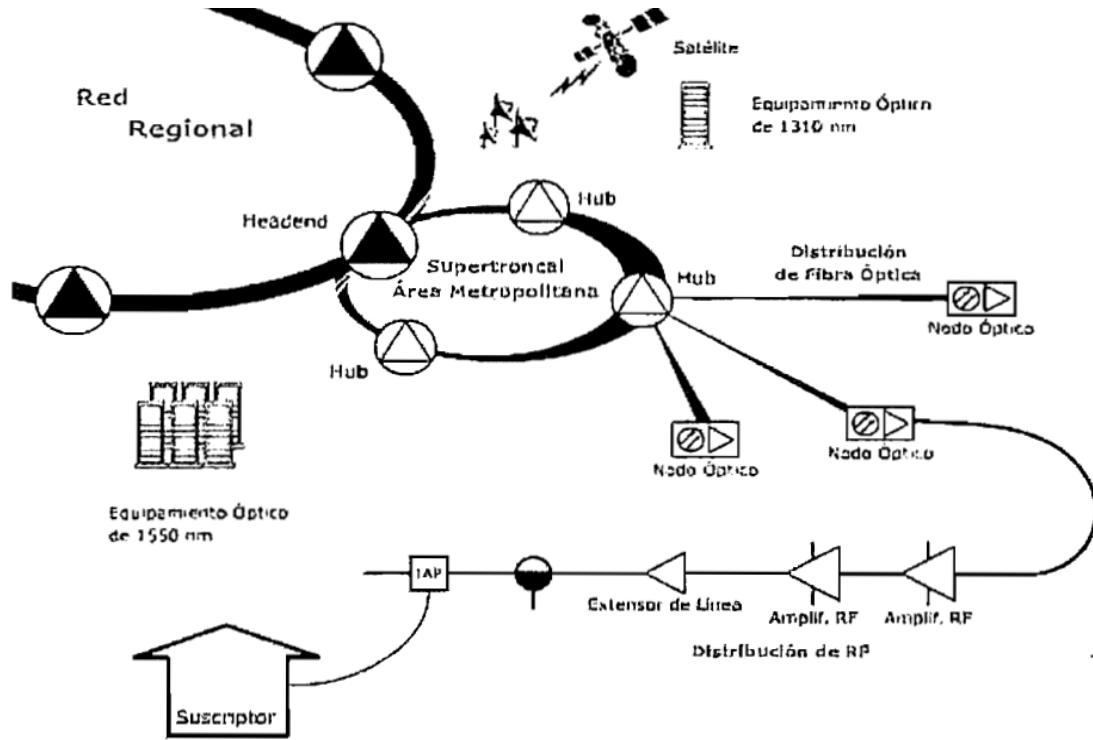 Satélite
Red
Regional
Equipamiento Óptico
de 1310 nm
Hub
Headend
Supertroncal
Área Metropolitana
Hub
Distribución
de Fibra Óptica
Nodo Óptico
Hub
Nodo Óptico
Nodo Óptico
Equipamiento Óptico
de 1550 nm
TAP
Extensor de Línea
Amplif. RF
Amplif. RF
Distribución de RF
Suscriptor